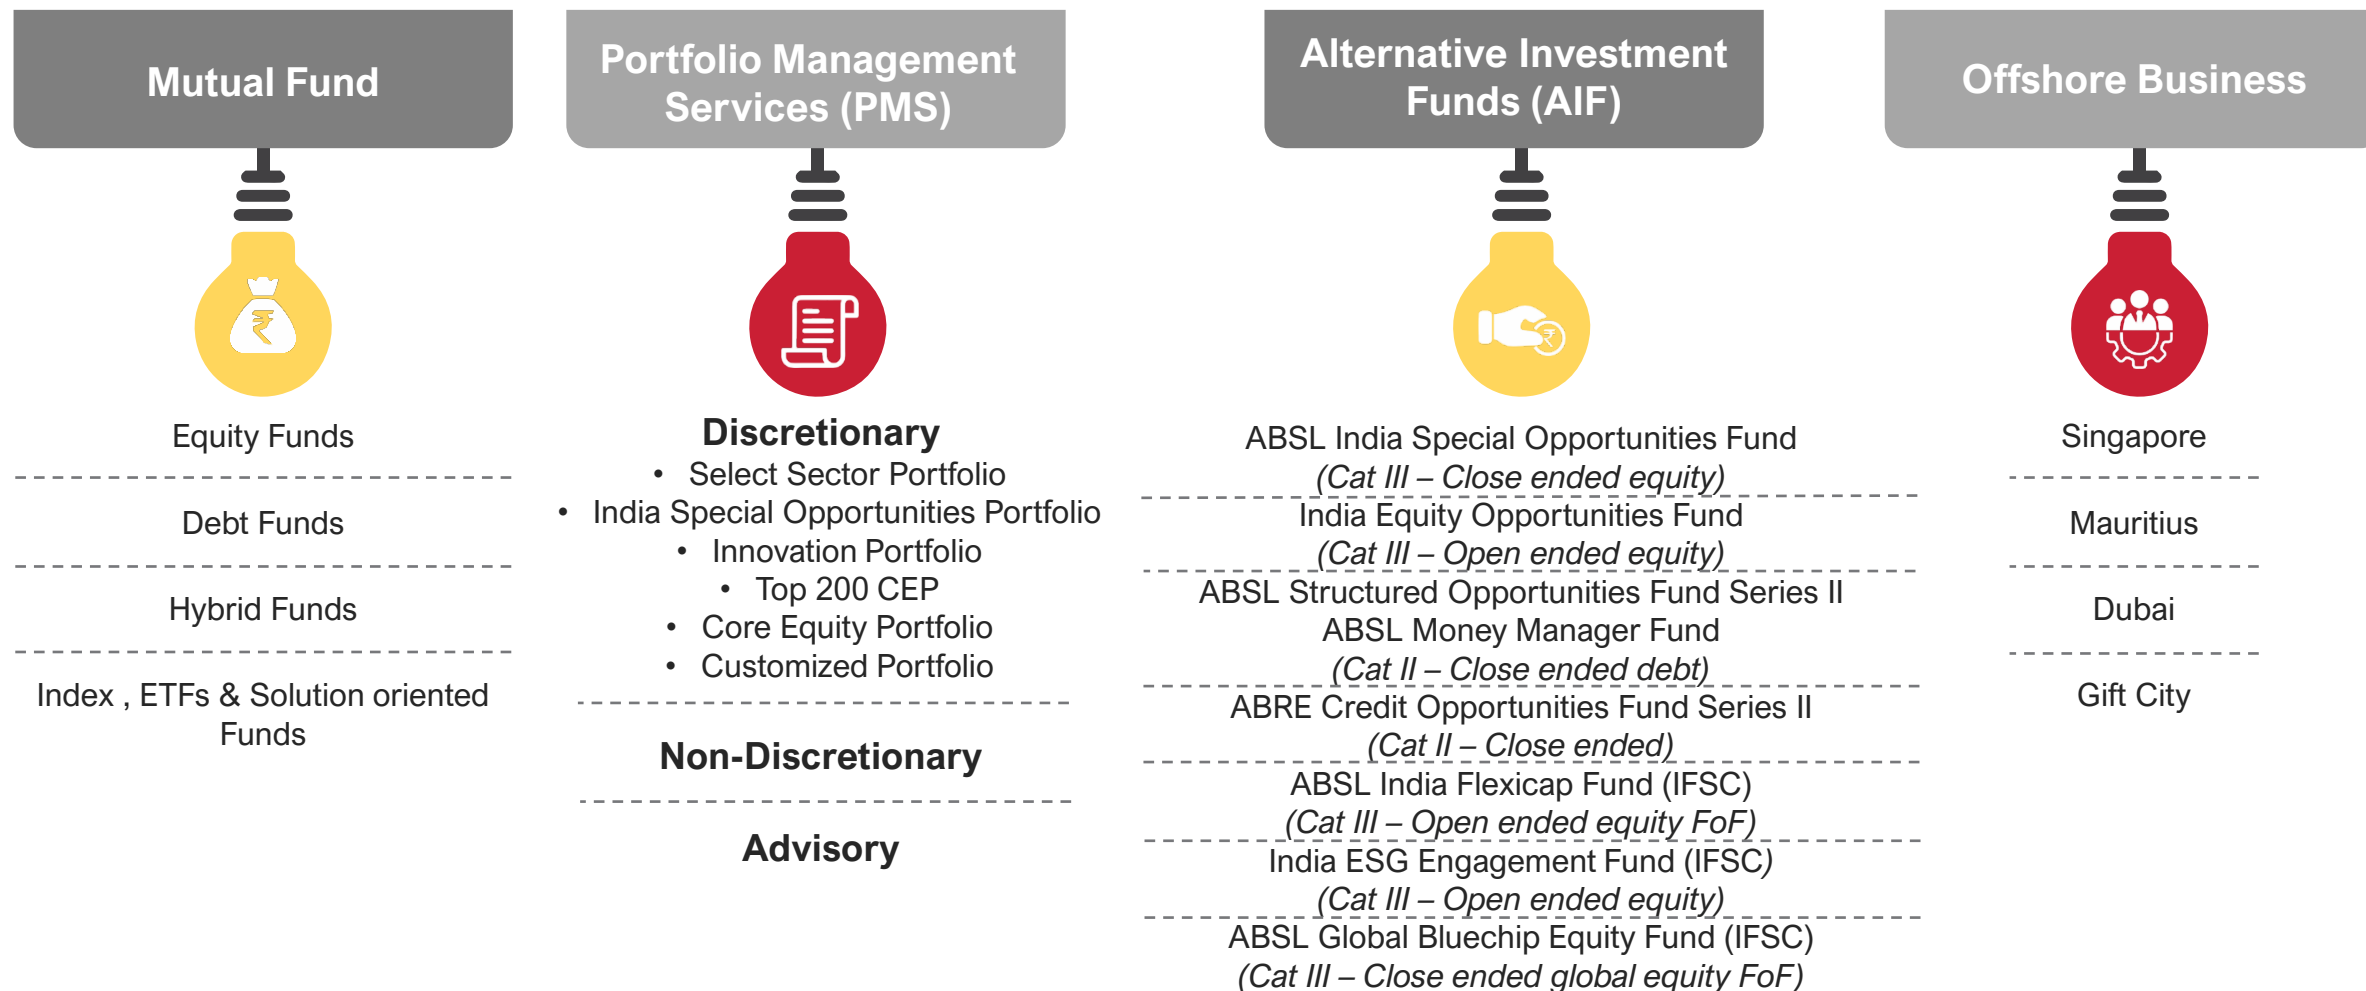 Mutual Fund
Equity Funds
Debt Funds
Hybrid Funds
Index , ETFs & Solution oriented
Funds
Portfolio Management
Services (PMS)
Discretionary
• Select Sector Portfolio
• India Special Opportunities Portfolio
• Innovation Portfolio
• Top 200 CEP
• Core Equity Portfolio
• Customized Portfolio
Non-Discretionary
Advisory
Alternative Investment
Funds (AIF)
ABSL India Special Opportunities Fund
(Cat III – Close ended equity)
India Equity Opportunities Fund
(Cat III – Open ended equity)
ABSL Structured Opportunities Fund Series II
ABSL Money Manager Fund
(Cat II – Close ended debt)
ABRE Credit Opportunities Fund Series II
(Cat II – Close ended)
ABSL India Flexicap Fund (IFSC)
(Cat III – Open ended equity FoF)
India ESG Engagement Fund (IFSC)
(Cat III – Open ended equity)
ABSL Global Bluechip Equity Fund (IFSC)
(Cat III – Close ended global equity FoF)
Offshore Business
Singapore
Mauritius
Dubai
Gift City